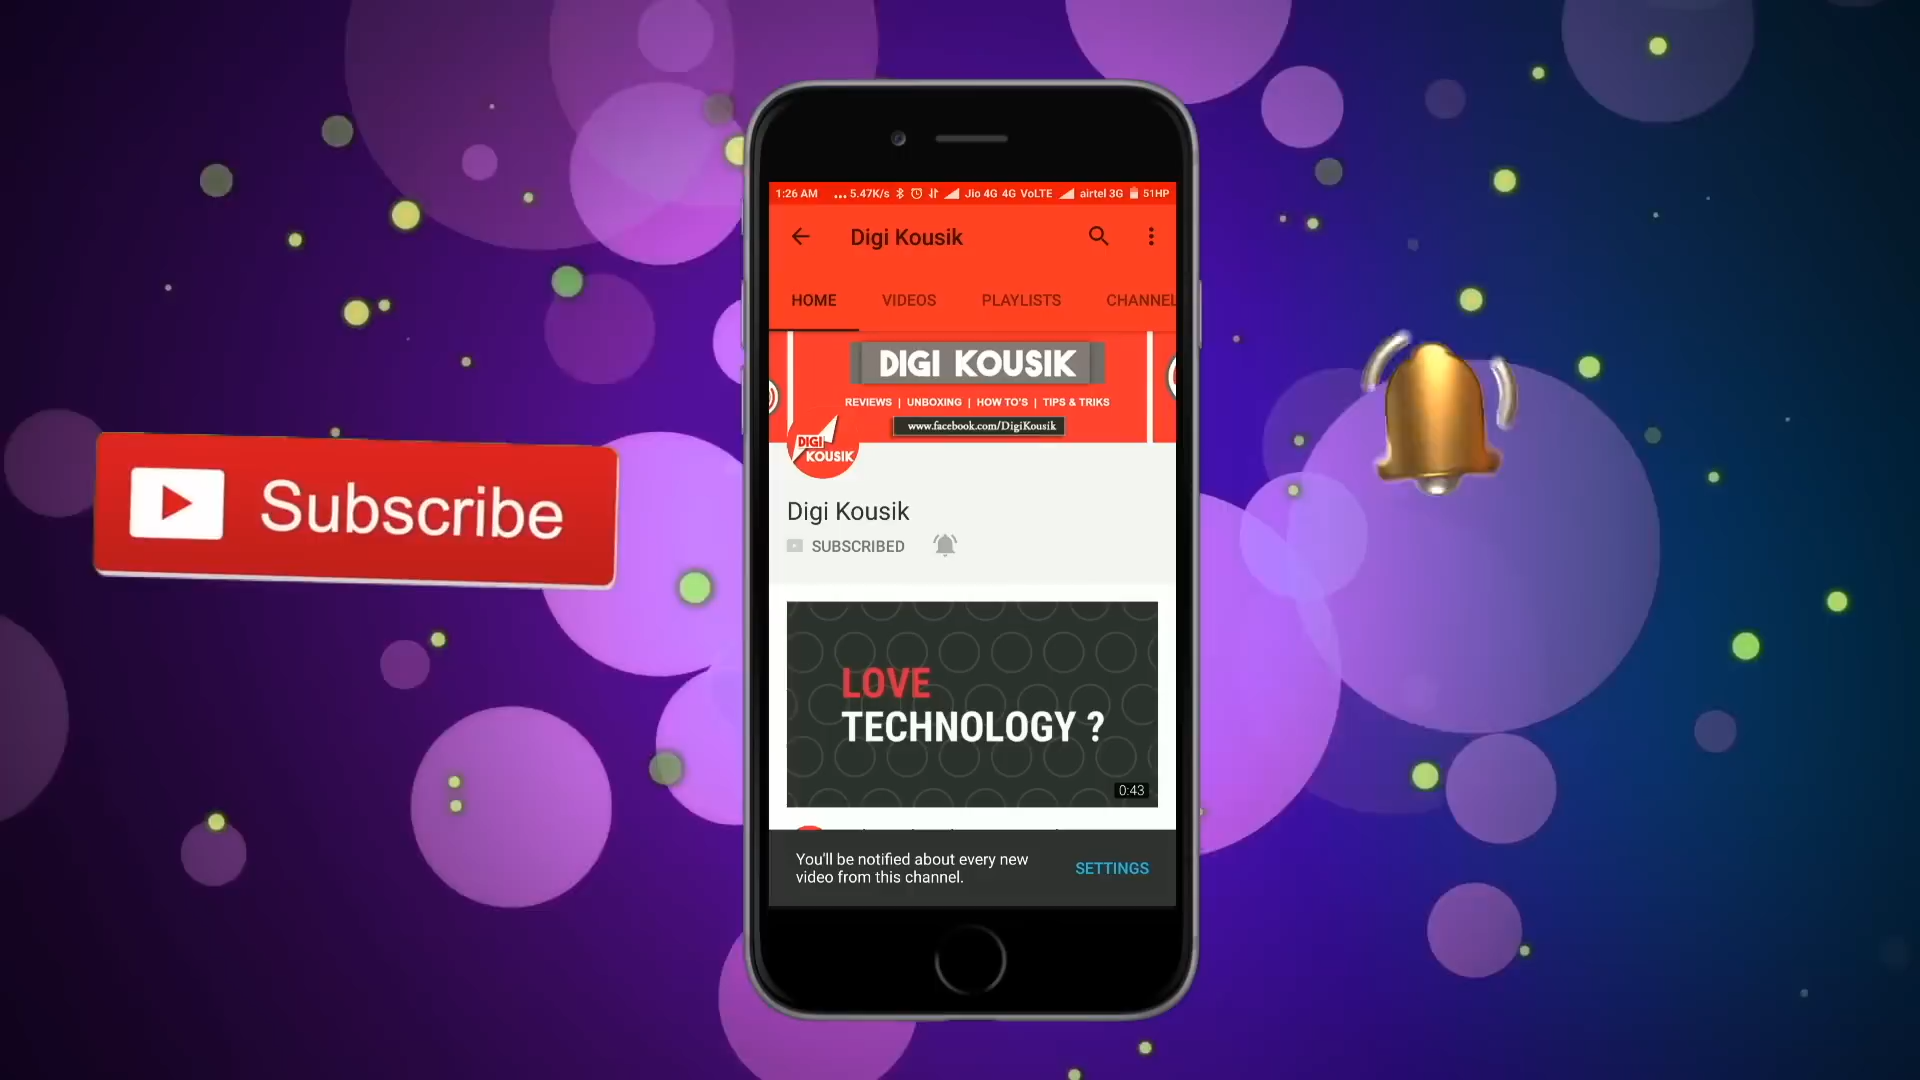 1:26 AM ... 5.47K/s Jio 4G 4G VoLTE airtel 3G 51HP
Digi Kousik
HOME VIDEOS PLAYLISTS CHANNEL
DIGI KOUSIK
REVIEWS | UNBOXING | HOW TO'S | TIPS & TRIKS
www.facebook.com/DigiKousik
DIGI
KOUSIK
Subscribe
Digi Kousik
SUBSCRIBED
LOVE
TECHNOLOGY ?
0:43
You'll be notified about every new
video from this channel.
SETTINGS